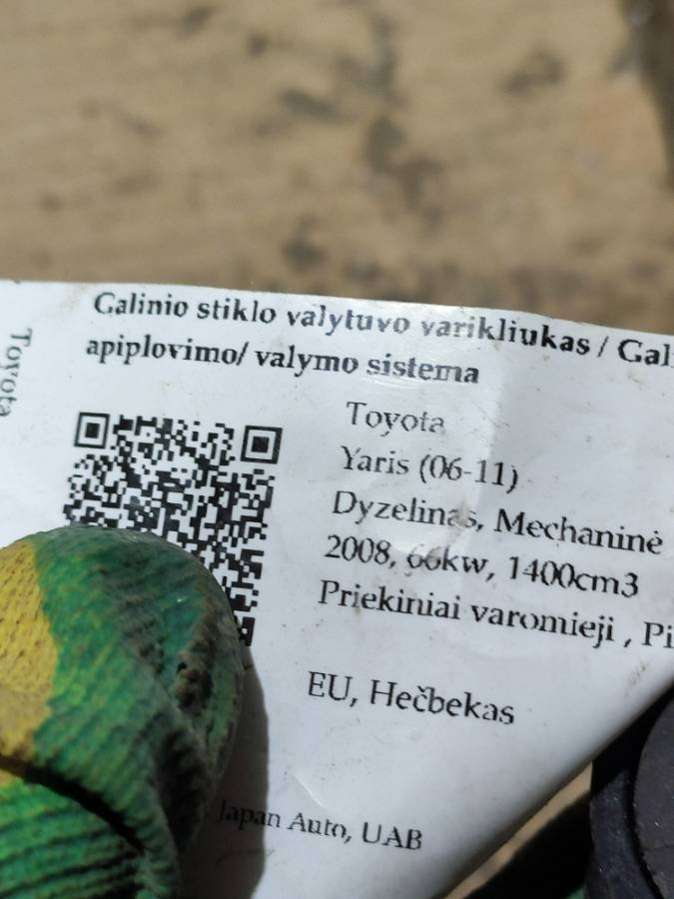 Galinio stiklo valytuvo varikliukas / Gal
apiplovimo/ valymo sistema
Toyota
Toyota
Yaris (06-11)
Dyzelinas, Mechaninė
2008, 66kw, 1400cm3
Priekiniai varomieji , Pi
EU, Hečbekas
Japan Auto, UAB